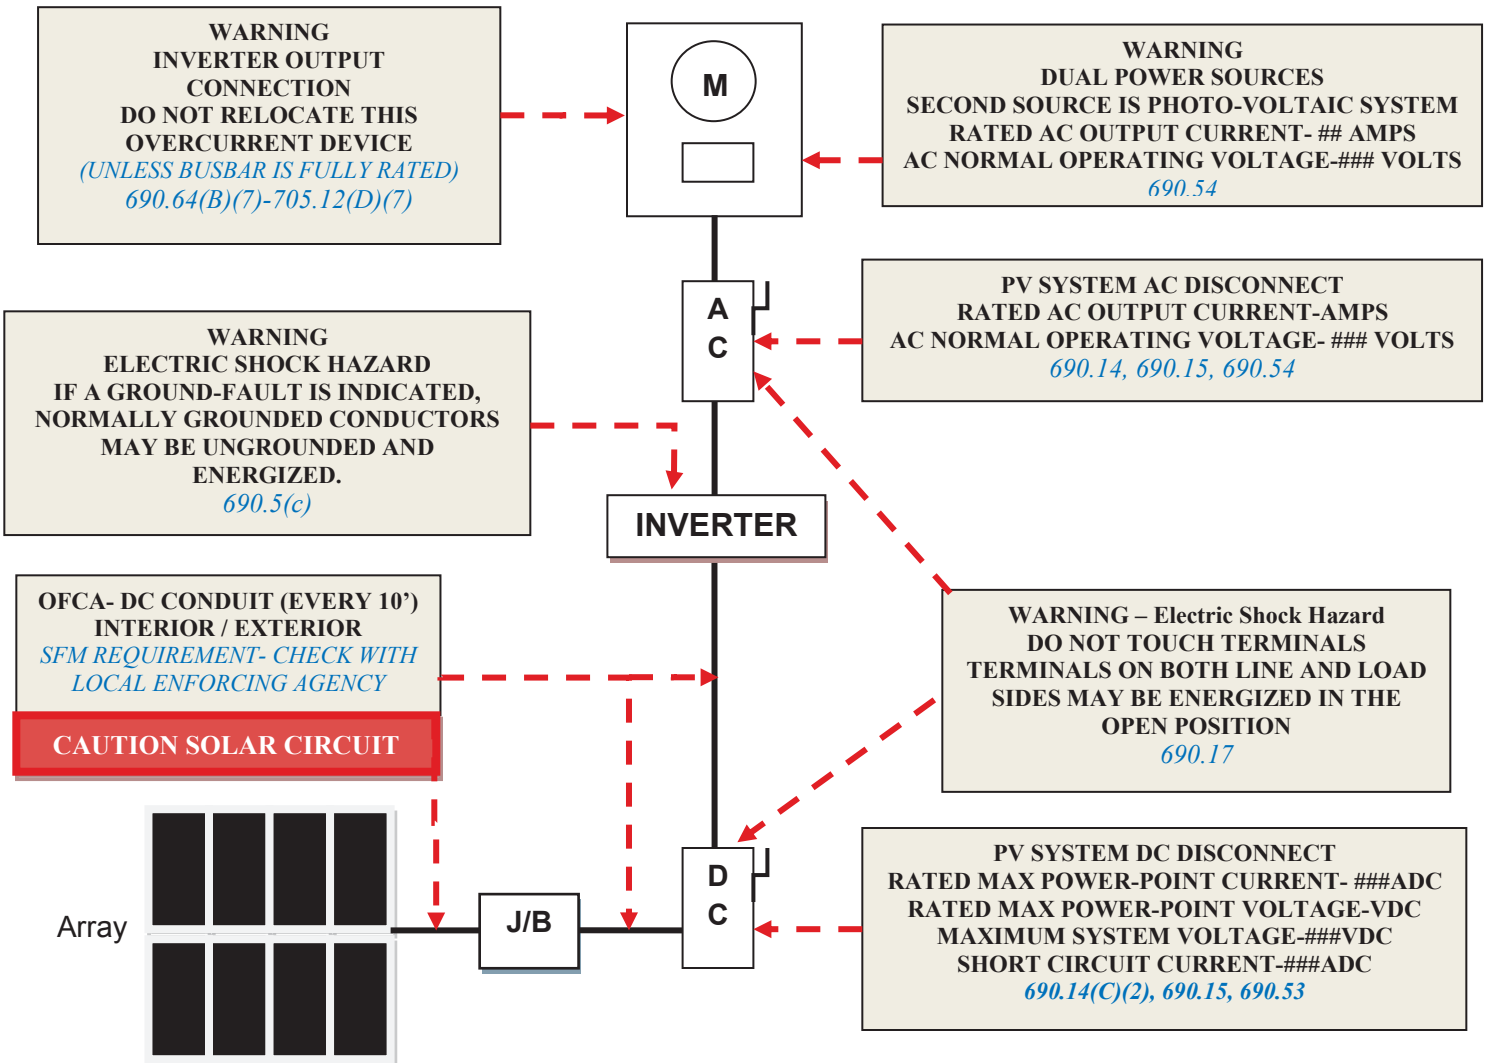 WARNING
INVERTER OUTPUT
CONNECTION
DO NOT RELOCATE THIS
OVERCURRENT DEVICE
(UNLESS BUSBAR IS FULLY RATED)
690.64(B)(7)-705.12(D)(7)
M
WARNING
DUAL POWER SOURCES
SECOND SOURCE IS PHOTO-VOLTAIC SYSTEM
RATED AC OUTPUT CURRENT- ## AMPS
AC NORMAL OPERATING VOLTAGE-### VOLTS
690.54
A
C
PV SYSTEM AC DISCONNECT
RATED AC OUTPUT CURRENT-AMPS
AC NORMAL OPERATING VOLTAGE- ### VOLTS
690.14, 690.15, 690.54
WARNING
ELECTRIC SHOCK HAZARD
IF A GROUND-FAULT IS INDICATED,
NORMALLY GROUNDED CONDUCTORS
MAY BE UNGROUNDED AND
ENERGIZED.
690.5(c)
INVERTER
OFCA- DC CONDUIT (EVERY 10’)
INTERIOR / EXTERIOR
SFM REQUIREMENT- CHECK WITH
LOCAL ENFORCING AGENCY
CAUTION SOLAR CIRCUIT
WARNING – Electric Shock Hazard
DO NOT TOUCH TERMINALS
TERMINALS ON BOTH LINE AND LOAD
SIDES MAY BE ENERGIZED IN THE
OPEN POSITION
690.17
Array
J/B
D
C
PV SYSTEM DC DISCONNECT
RATED MAX POWER-POINT CURRENT- ###ADC
RATED MAX POWER-POINT VOLTAGE-VDC
MAXIMUM SYSTEM VOLTAGE-###VDC
SHORT CIRCUIT CURRENT-###ADC
690.14(C)(2), 690.15, 690.53